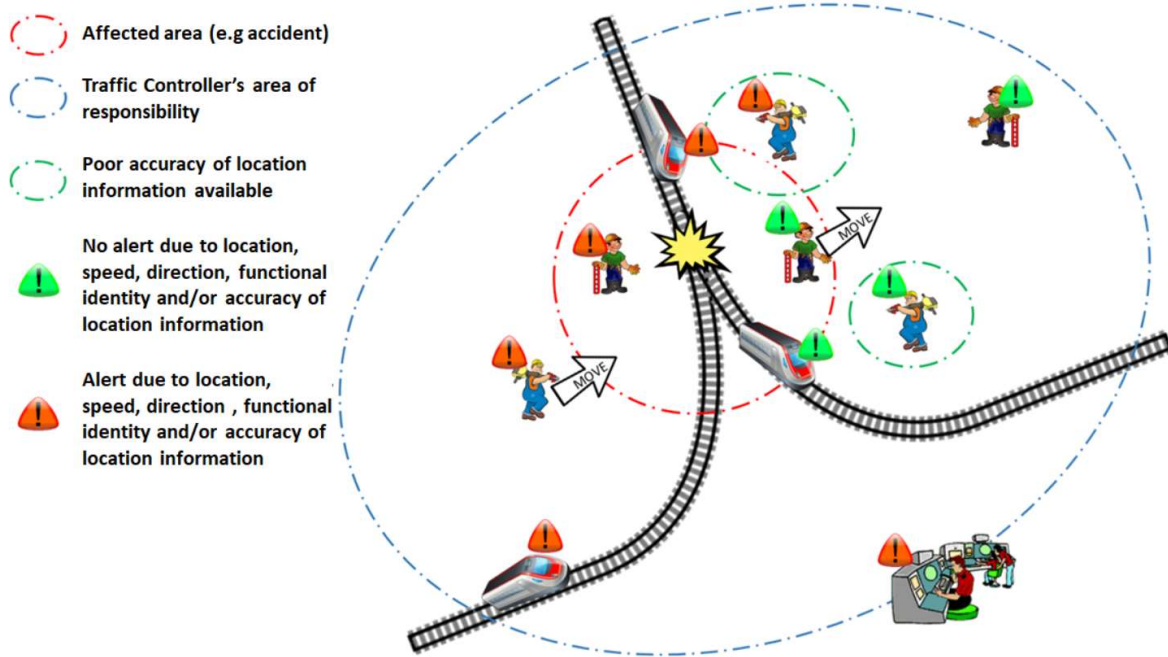 Affected area (e.g accident)
Traffic Controller's area of
responsibility
Poor accuracy of location
information available
No alert due to location,
speed, direction, functional
identity and/or accuracy of
location information
Alert due to location,
speed, direction , functional
identity and/or accuracy of
location information
MOVE
MOVE